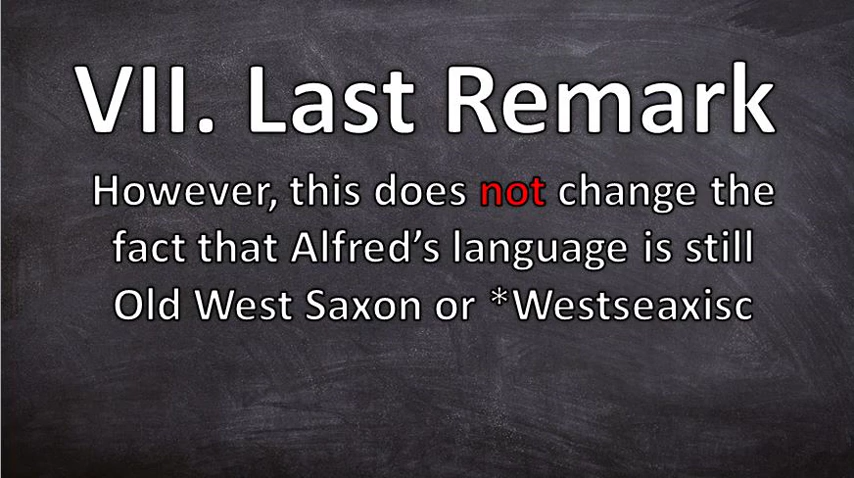 VII. Last Remark
However, this does not change the
fact that Alfred’s language is still
Old West Saxon or *Westseaxisc